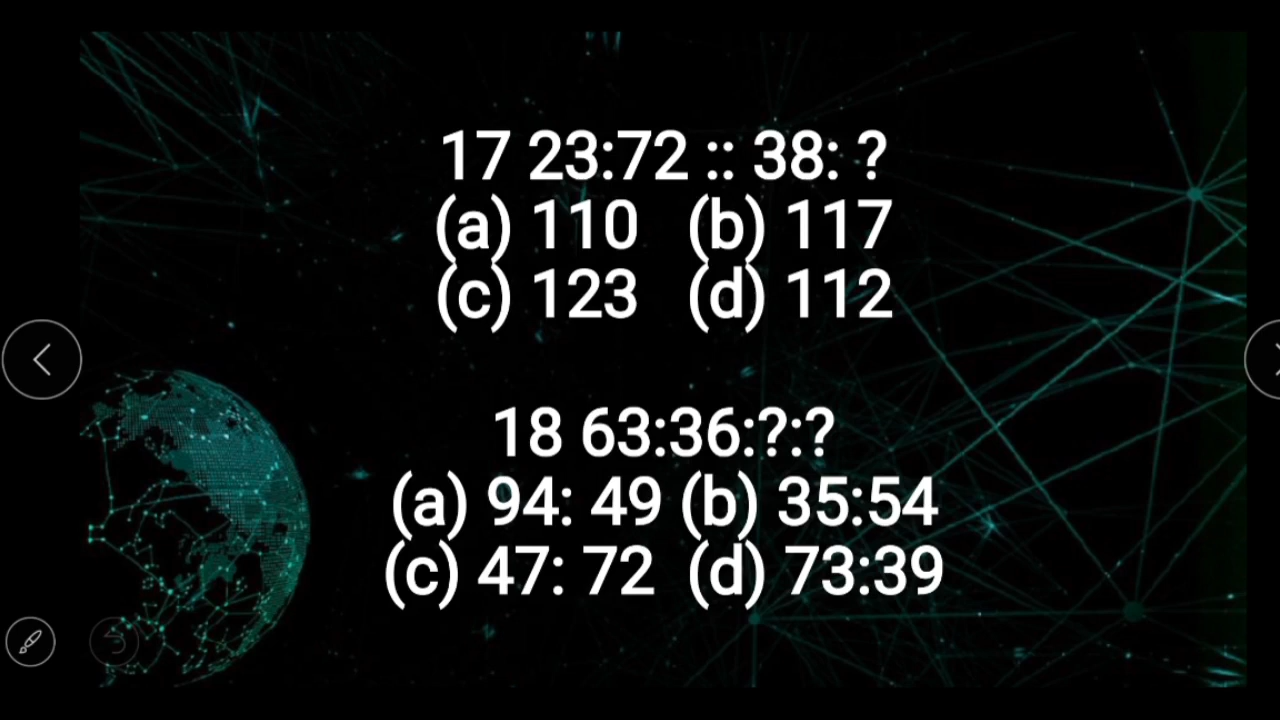 17 23:72 :: 38: ?
(a) 110 (b) 117
(c) 123 (d) 112
18 63:36:?:?
(a) 94: 49 (b) 35:54
(c) 47: 72 (d) 73:39